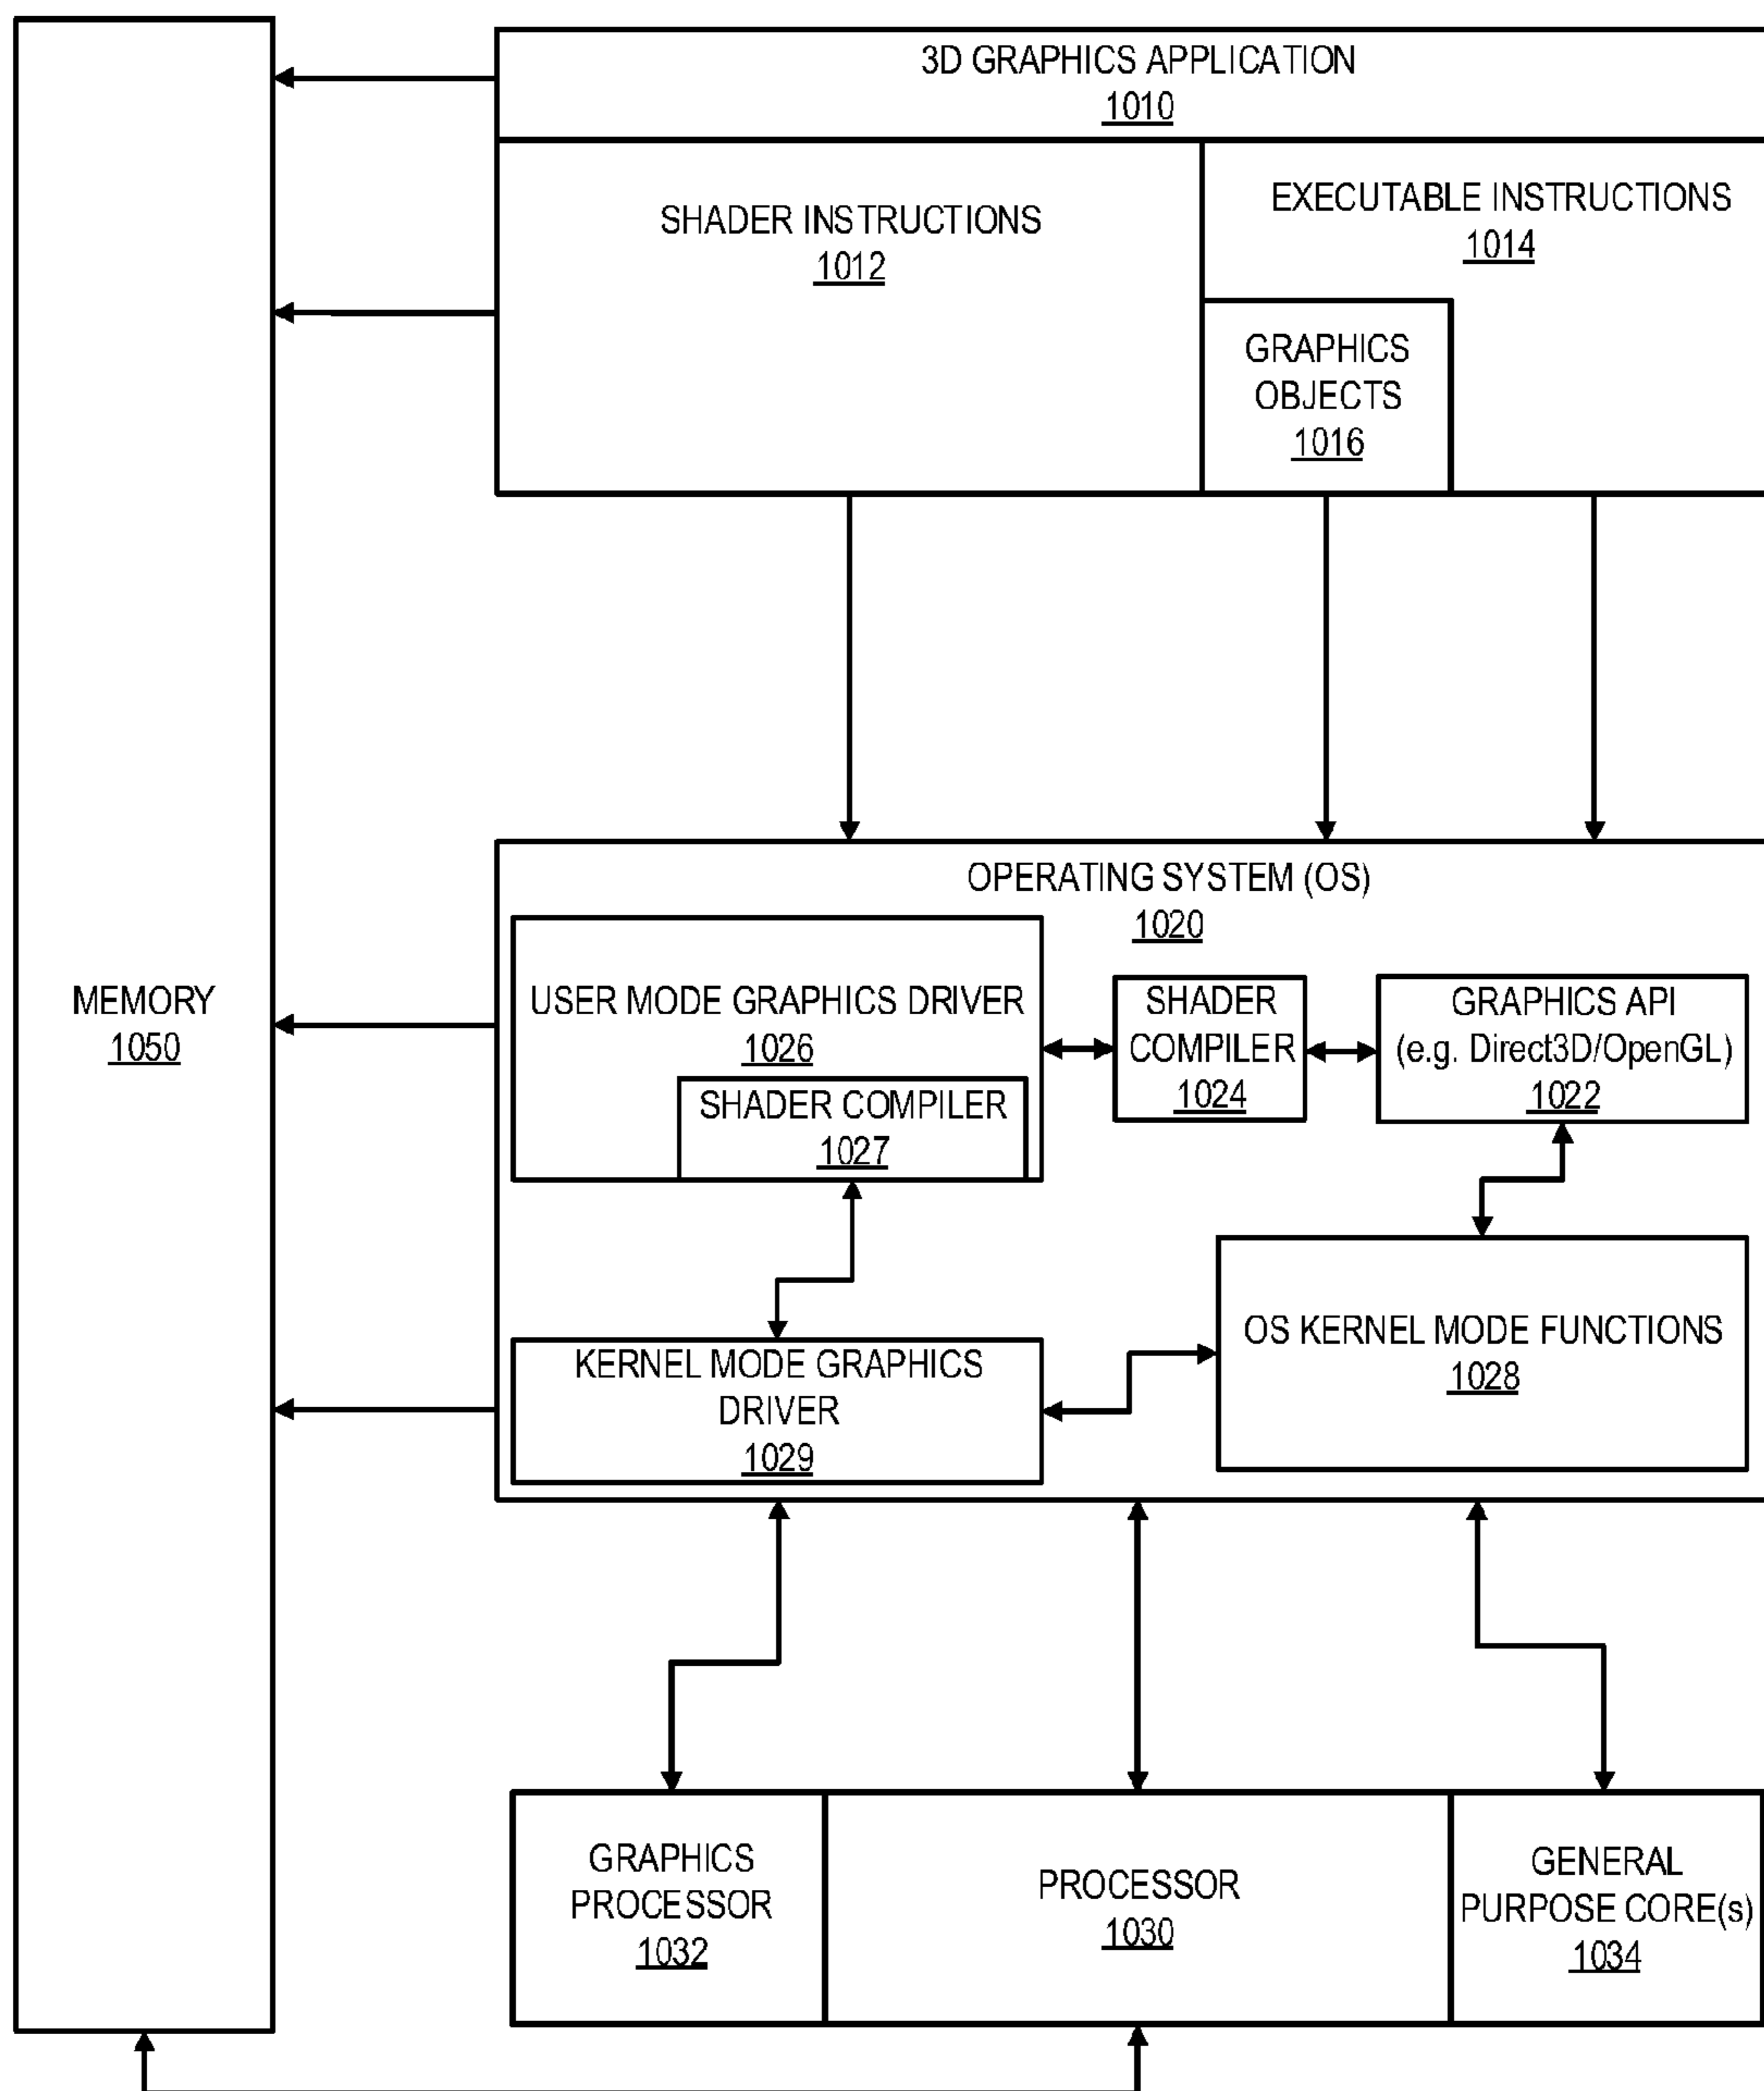 3D GRAPHICS APPLICATION
1010
SHADER INSTRUCTIONS
1012
EXECUTABLE INSTRUCTIONS
1014
GRAPHICS
OBJECTS
1016
MEMORY
1050
OPERATING SYSTEM (OS)
1020
USER MODE GRAPHICS DRIVER
1026
SHADER COMPILER
1027
SHADER
COMPILER
1024
GRAPHICS API
(e.g. Direct3D/OpenGL)
1022
KERNEL MODE GRAPHICS
DRIVER
1029
OS KERNEL MODE FUNCTIONS
1028
GRAPHICS
PROCESSOR
1032
PROCESSOR
1030
GENERAL
PURPOSE CORE(s)
1034